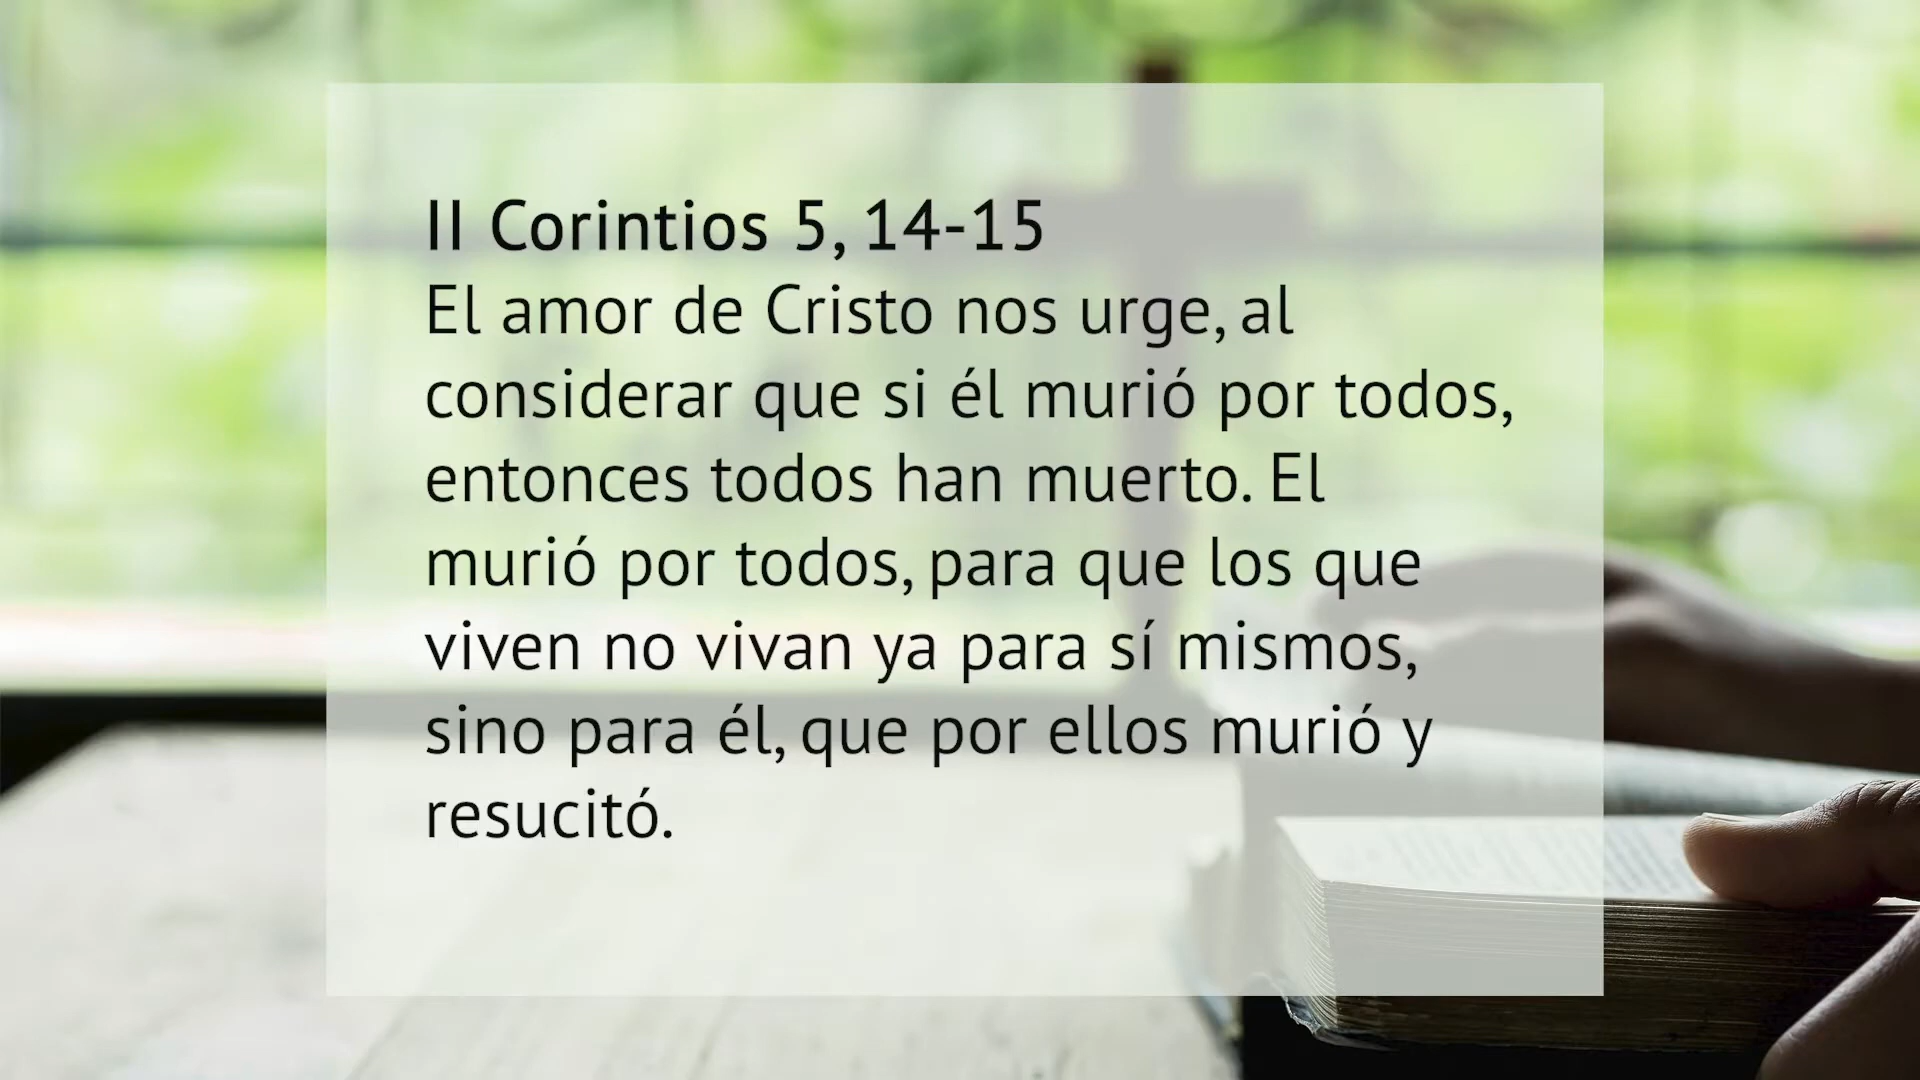 II Corintios 5, 14-15
El amor de Cristo nos urge, al
considerar que si él murió por todos,
entonces todos han muerto. El
murió por todos, para que los que
viven no vivan ya para sí mismos,
sino para él, que por ellos murió y
resucitó.